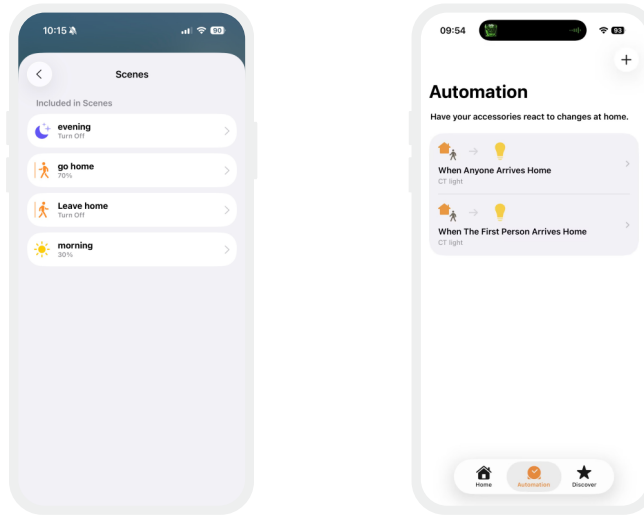 10:15
90
Scenes
Included in Scenes
evening
Turn Off
go home
70%
Leave home
Turn Off
morning
30%
09:54
93
Automation
Have your accessories react to changes at home.
When Anyone Arrives Home
CT light
When The First Person Arrives Home
CT light
Home
Automation
Discover